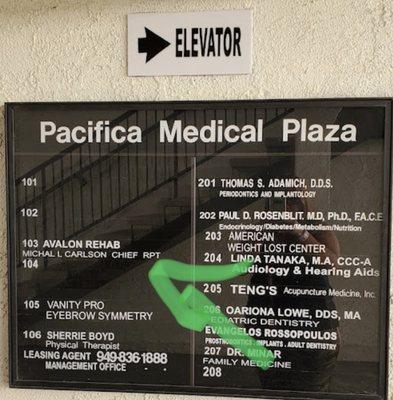 ELEVATOR
Pacifica Medical Plaza
101
102
103 AVALON REHAB
MICHAL L CARLSON CHIEF RPT
104
105 VANITY PRO
EYEBROW SYMMETRY
106 SHERRIE BOYD
Physical Therapist
LEASING AGENT 949-836-1888
MANAGEMENT OFFICE
201 THOMAS S. ADAMICH, D.D.S.
PERIODONTICS AND IMPLANTOLOGY
202 PAUL D. ROSENBLIT. M.D, Ph.D., F.A.C.E
Endocrinology/Diabetes/Metabolism/Nutrition
203 AMERICAN
WEIGHT LOST CENTER
204 LINDA TANAKA, M.A, CCC-A
Audiology & Hearing Aids
205 TENG'S Acupuncture Medicine, Inc.
206 OARIONA LOWE, DDS, MA
PEDIATRIC DENTISTRY
EVANGELOS ROSSOPOULOS
PROSTHODONTICS . IMPLANTS . ADULT DENTISTRY
207 DR. MINAR
FAMILY MEDICINE
208